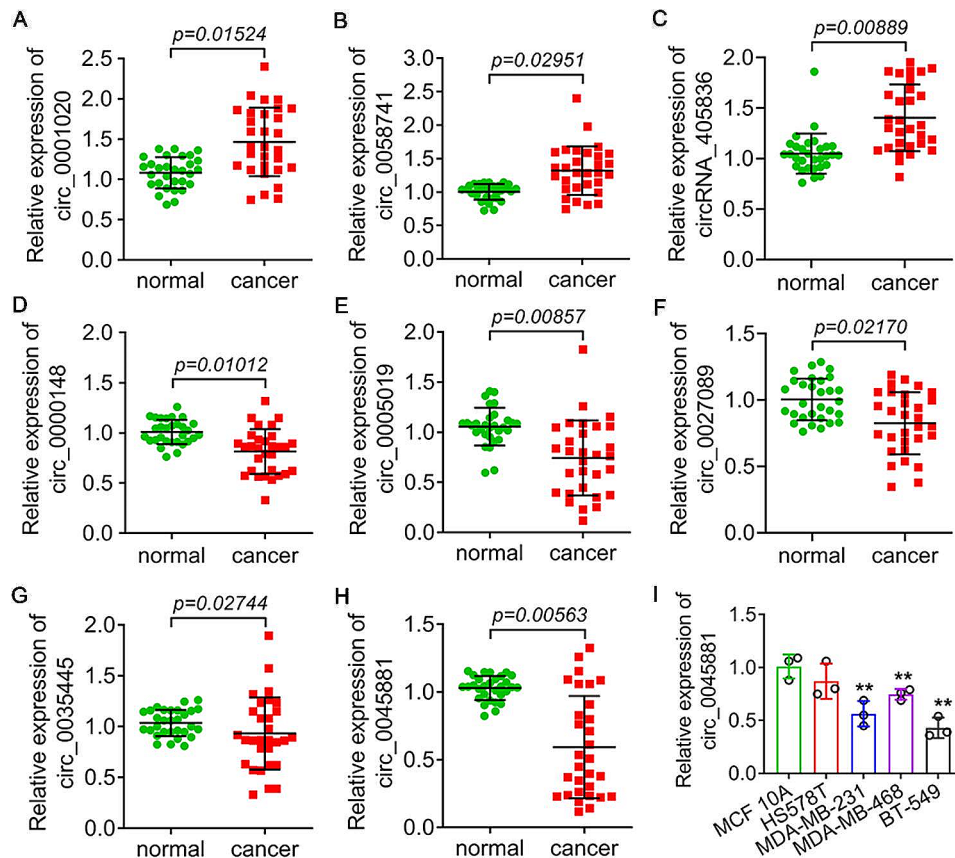 A
p=0.01524
Relative expression of
circ_0001020
2.5
2.0
1.5
1.0
0.5
0.0
normal
cancer
B
p=0.02951
Relative expression of
circ_0058741
3.0
2.5
2.0
1.5
1.0
0.5
0.0
normal
cancer
C
p=0.00889
Relative expression of
circRNA_405836
2.0
1.5
1.0
0.5
0.0
normal
cancer
D
p=0.01012
Relative expression of
circ_0000148
2.0
1.5
1.0
0.5
0.0
normal
cancer
E
p=0.00857
Relative expression of
circ_0005019
2.0
1.5
1.0
0.5
0.0
normal
cancer
F
p=0.02170
Relative expression of
circ_0027089
1.5
1.0
0.5
0.0
normal
cancer
G
p=0.02744
Relative expression of
circ_0035445
2.0
1.5
1.0
0.5
0.0
normal
cancer
H
p=0.00563
Relative expression of
circ_0045881
1.5
1.0
0.5
0.0
normal
cancer
I
Relative expression of
circ_0045881
1.5
1.0
0.5
0.0
**
**
**
MCF 10A
HS578T
MDA-MB-231
MDA-MB-468
BT-549